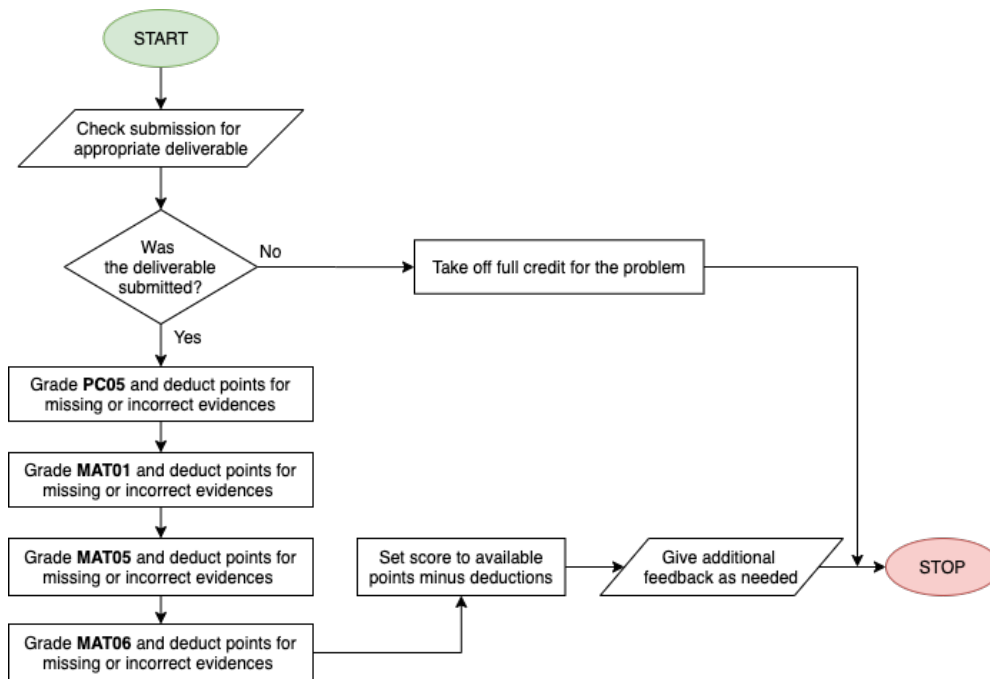 START
Check submission for
appropriate deliverable
Was
the deliverable
submitted?
No
Take off full credit for the problem
Yes
Grade PC05 and deduct points for
missing or incorrect evidences
Grade MAT01 and deduct points for
missing or incorrect evidences
Grade MAT05 and deduct points for
missing or incorrect evidences
Grade MAT06 and deduct points for
missing or incorrect evidences
Set score to available
points minus deductions
Give additional
feedback as needed
STOP